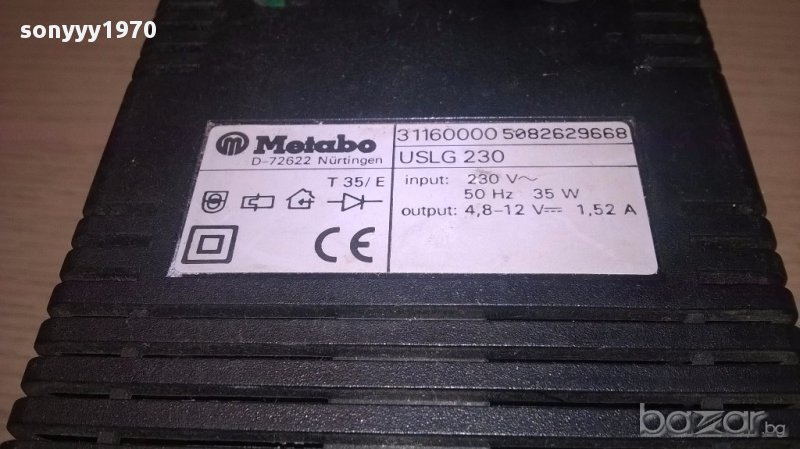 sonyyy1970
Metabo
D-72622 Nürtingen
T 35/E
CE
31160000 5082629668
USLG 230
input: 230 V~
50 Hz 35 W
output: 4,8-12 V⎓ 1,52 A
bazar.bg